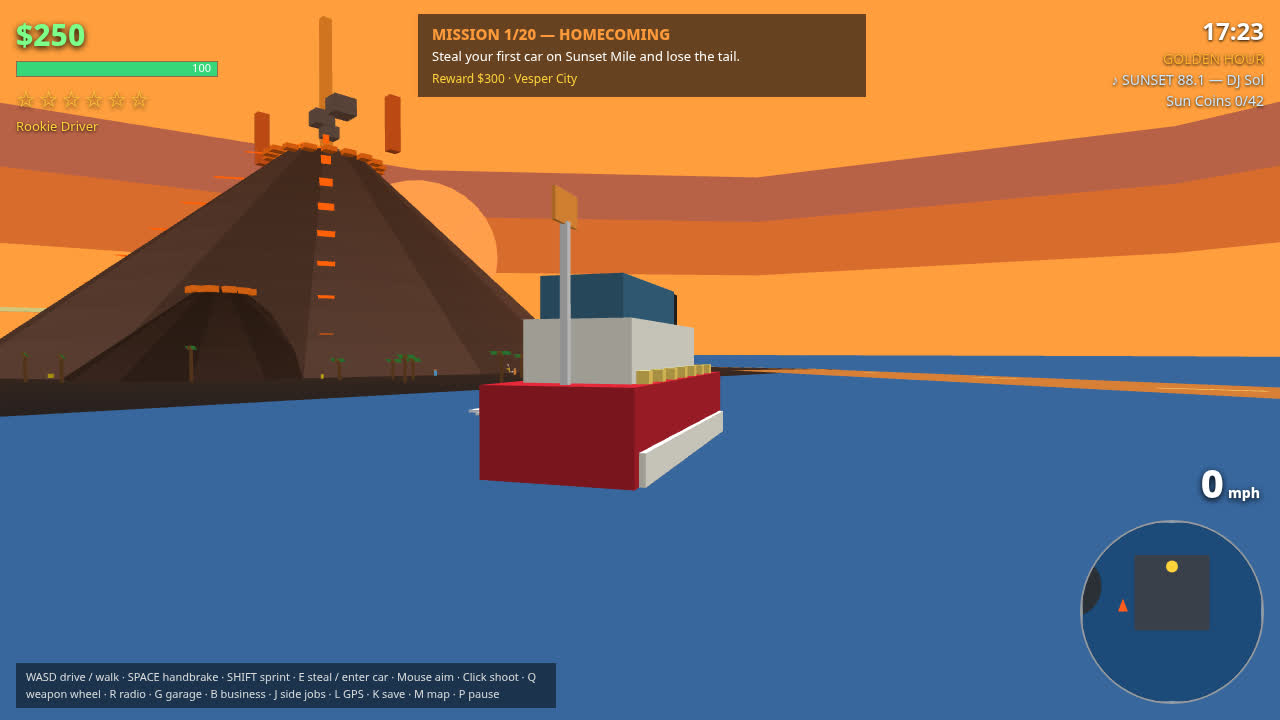 $250
100
☆ ☆ ☆ ☆ ☆ ☆
Rookie Driver
MISSION 1/20 — HOMECOMING
Steal your first car on Sunset Mile and lose the tail.
Reward $300 · Vesper City
17:23
GOLDEN HOUR
♪ SUNSET 88.1 — DJ Sol
Sun Coins 0/42
0 mph
WASD drive / walk · SPACE handbrake · SHIFT sprint · E steal / enter car · Mouse aim · Click shoot · Q
weapon wheel · R radio · G garage · B business · J side jobs · L GPS · K save · M map · P pause